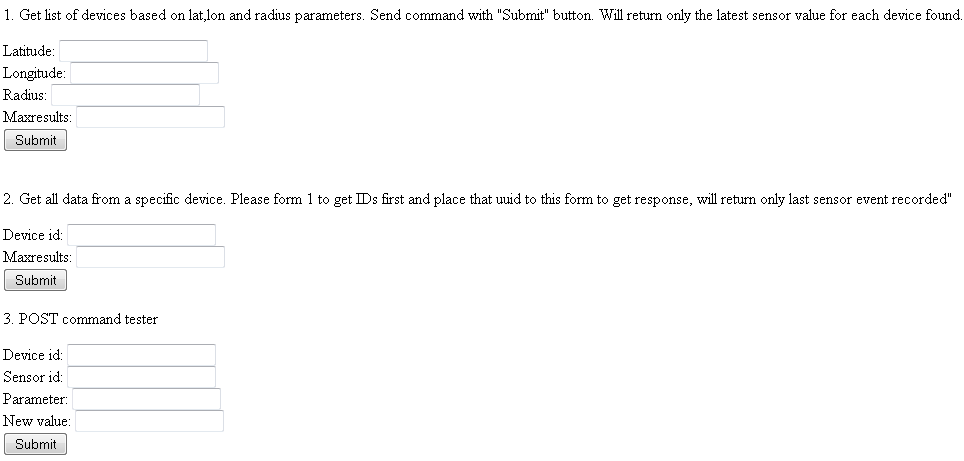 1. Get list of devices based on lat,lon and radius parameters. Send command with "Submit" button. Will return only the latest sensor value for each device found.
Latitude:
Longitude:
Radius:
Maxresults:
Submit
2. Get all data from a specific device. Please form 1 to get IDs first and place that uuid to this form to get response, will return only last sensor event recorded"
Device id:
Maxresults:
Submit
3. POST command tester
Device id:
Sensor id:
Parameter:
New value:
Submit